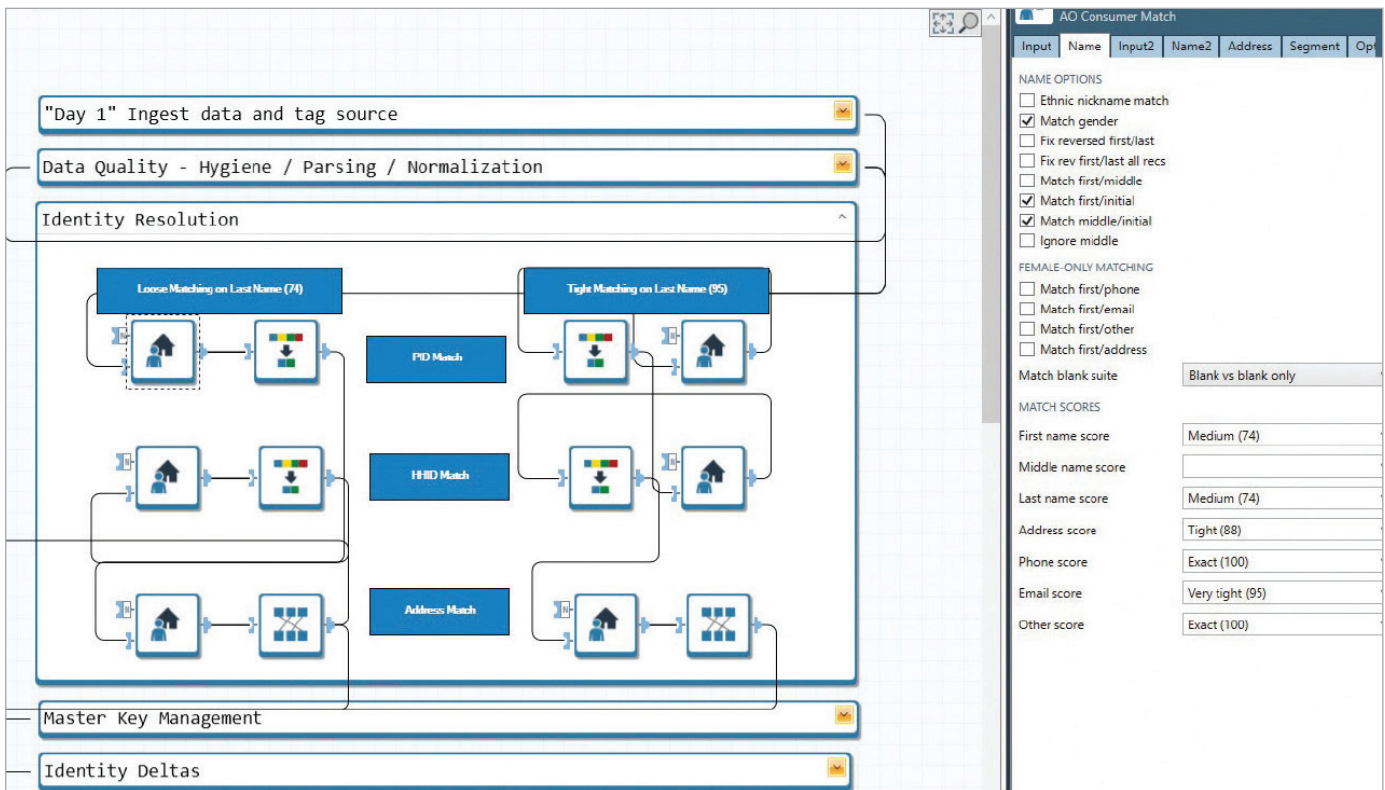 "Day 1" Ingest data and tag source
Data Quality - Hygiene / Parsing / Normalization
Identity Resolution
Loose Matching on Last Name (74)
Tight Matching on Last Name (95)
N
N
PID Match
N
N
HHID Match
N
N
Address Match
Master Key Management
Identity Deltas
AO Consumer Match
Input Name Input2 Name2 Address Segment Opt
NAME OPTIONS
Ethnic nickname match
Match gender
Fix reversed first/last
Fix rev first/last all recs
Match first/middle
Match first/initial
Match middle/initial
Ignore middle
FEMALE-ONLY MATCHING
Match first/phone
Match first/email
Match first/other
Match first/address
Match blank suite Blank vs blank only
MATCH SCORES
First name score Medium (74)
Middle name score
Last name score Medium (74)
Address score Tight (88)
Phone score Exact (100)
Email score Very tight (95)
Other score Exact (100)